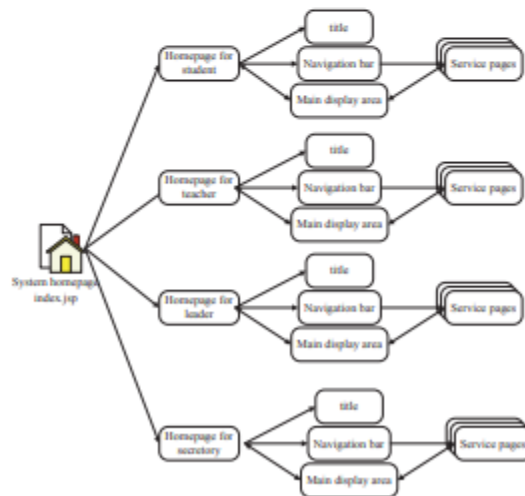 title
Homepage for
student
Navigation bar
Service pages
Main display area
title
Homepage for
teacher
Navigation bar
Service pages
Main display area
System homepage
index.jsp
title
Homepage for
leader
Navigation bar
Service pages
Main display area
title
Homepage for
secretory
Navigation bar
Service pages
Main display area